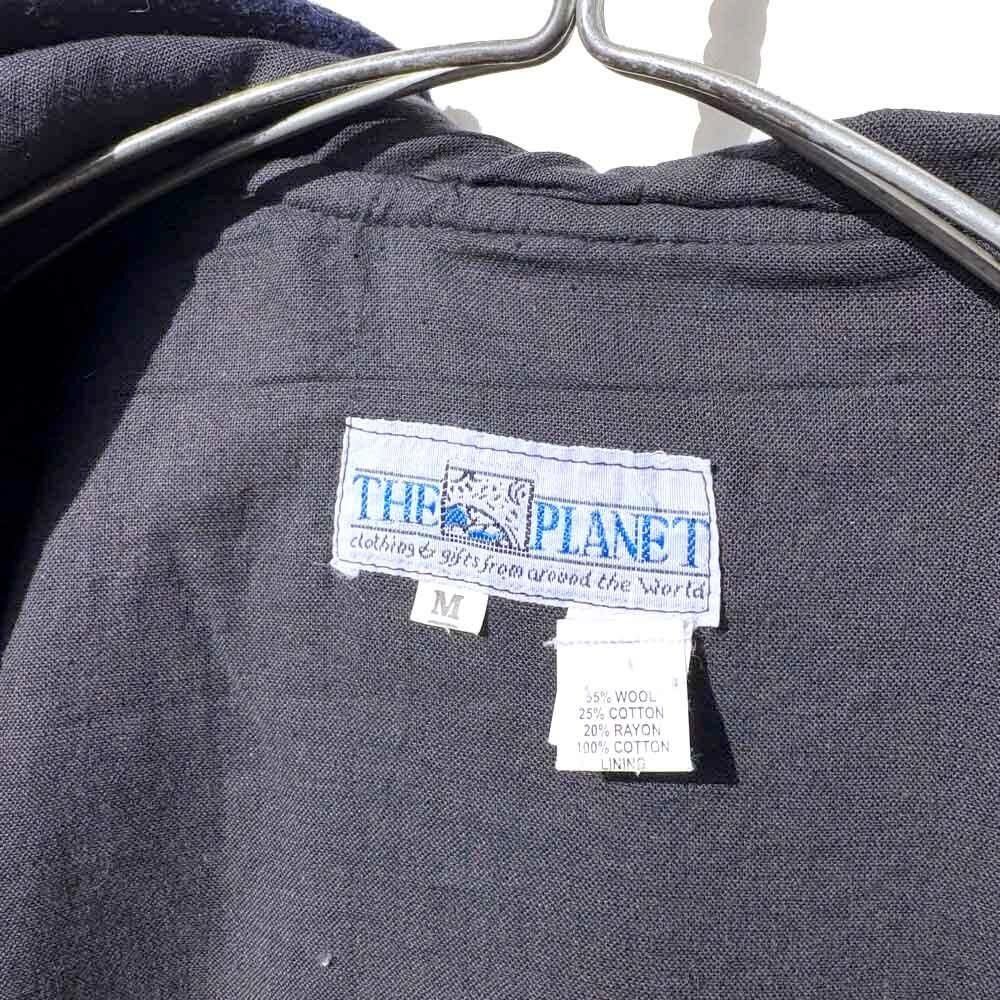 THE PLANET
clothing & gifts from around the World
M
55% WOOL
25% COTTON
20% RAYON
100% COTTON
LINING